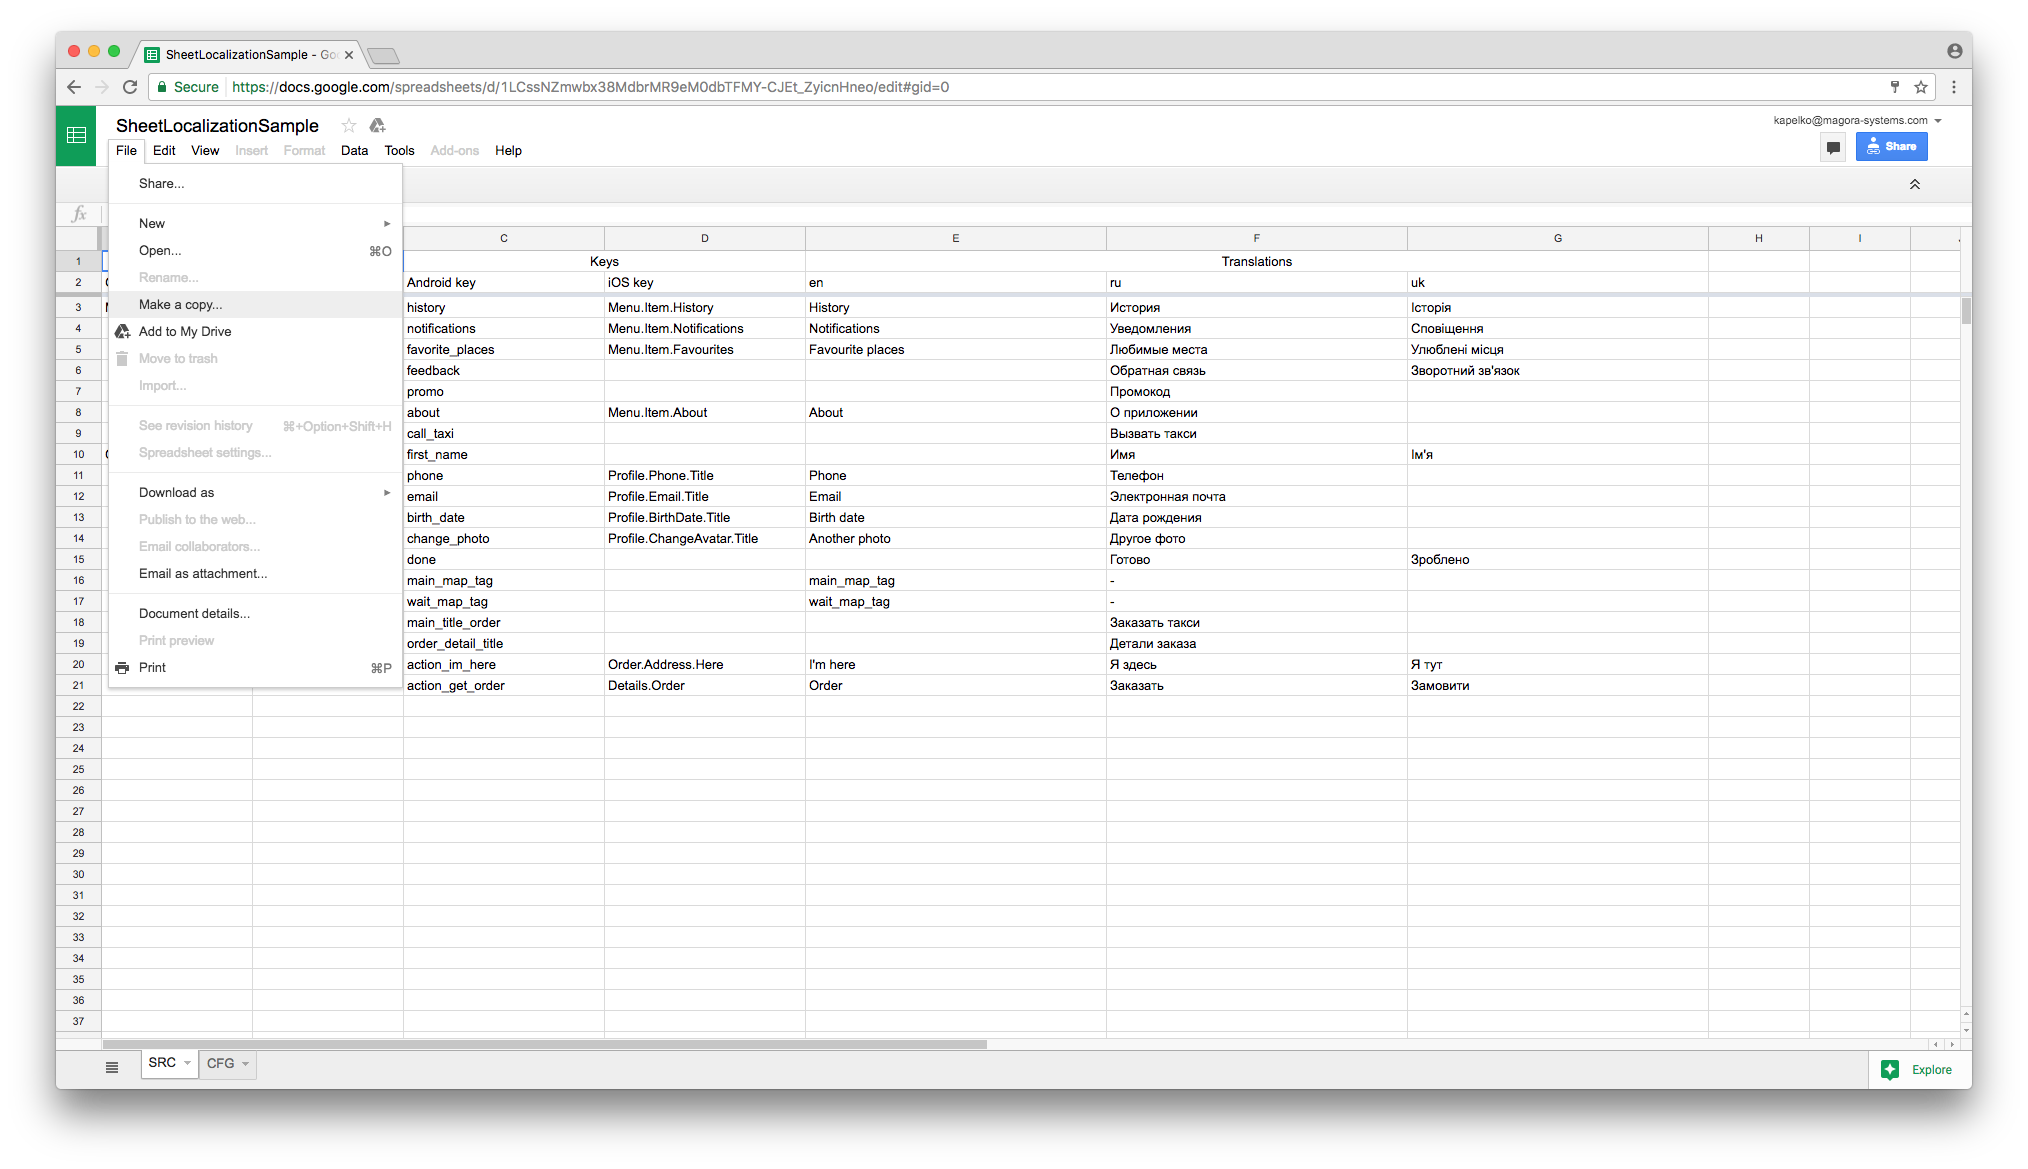 SheetLocalizationSample - Goo
Secure https://docs.google.com/spreadsheets/d/1LCssNZmwbx38MdbrMR9eM0dbTFMY-CJEt_ZyicnHneo/edit#gid=0
SheetLocalizationSample
kapelko@magora-systems.com
File Edit View Insert Format Data Tools Add-ons Help
Share
Share...
New
Open... ⌘O
Rename...
Make a copy...
Add to My Drive
Move to trash
Import...
See revision history ⌘+Option+Shift+H
Spreadsheet settings...
Download as
Publish to the web...
Email collaborators...
Email as attachment...
Document details...
Print preview
Print ⌘P
fx
C D E F G H I
1 Keys Translations
2 Android key iOS key en ru uk
3 history Menu.Item.History History История Історія
4 notifications Menu.Item.Notifications Notifications Уведомления Сповіщення
5 favorite_places Menu.Item.Favourites Favourite places Любимые места Улюблені місця
6 feedback Обратная связь Зворотний зв'язок
7 promo Промокод
8 about Menu.Item.About About О приложении
9 call_taxi Вызвать такси
10 first_name Имя Ім'я
11 phone Profile.Phone.Title Phone Телефон
12 email Profile.Email.Title Email Электронная почта
13 birth_date Profile.BirthDate.Title Birth date Дата рождения
14 change_photo Profile.ChangeAvatar.Title Another photo Другое фото
15 done Готово Зроблено
16 main_map_tag main_map_tag -
17 wait_map_tag wait_map_tag -
18 main_title_order Заказать такси
19 order_detail_title Детали заказа
20 action_im_here Order.Address.Here I'm here Я здесь Я тут
21 action_get_order Details.Order Order Заказать Замовити
22
23
24
25
26
27
28
29
30
31
32
33
34
35
36
37
SRC CFG
Explore